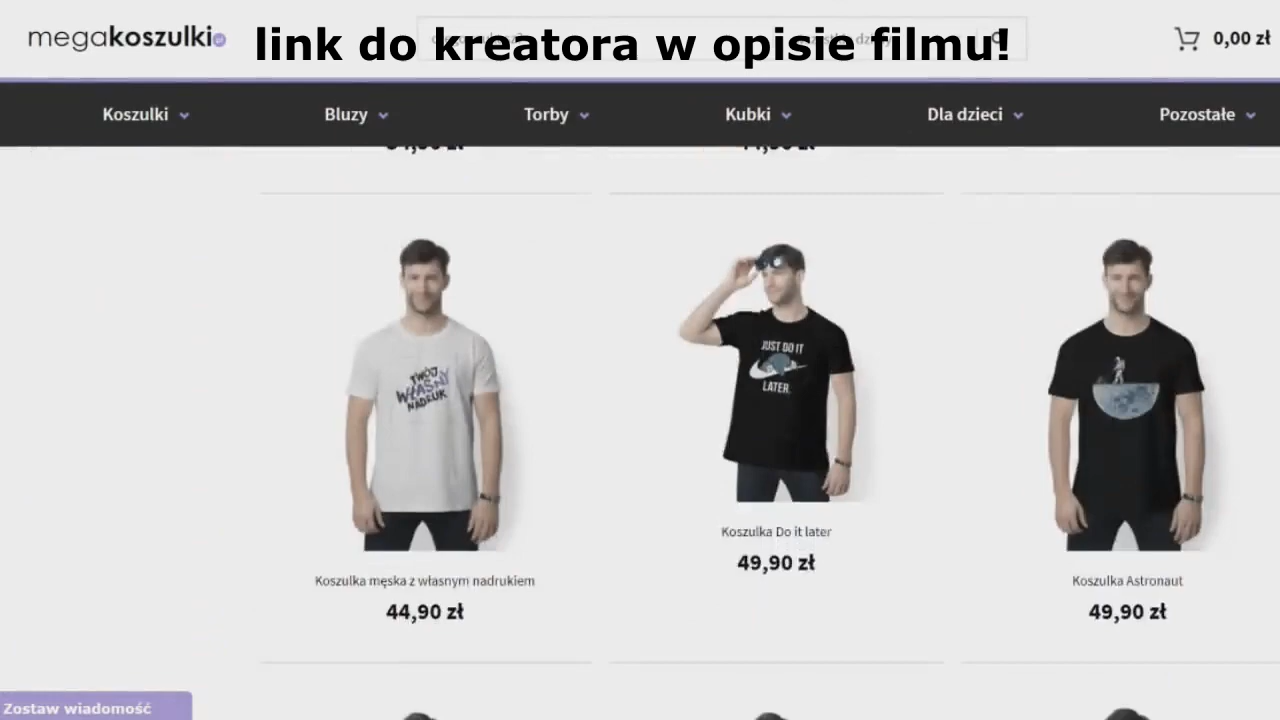 megakoszulki
link do kreatora w opisie filmu!
0,00 zł
Koszulki
Bluzy
Torby
Kubki
Dla dzieci
Pozostałe
TWÓJ
WŁASNY
NADRUK
JUST DO IT
LATER.
Koszulka męska z własnym nadrukiem
44,90 zł
Koszulka Do it later
49,90 zł
Koszulka Astronaut
49,90 zł
Zostaw wiadomość